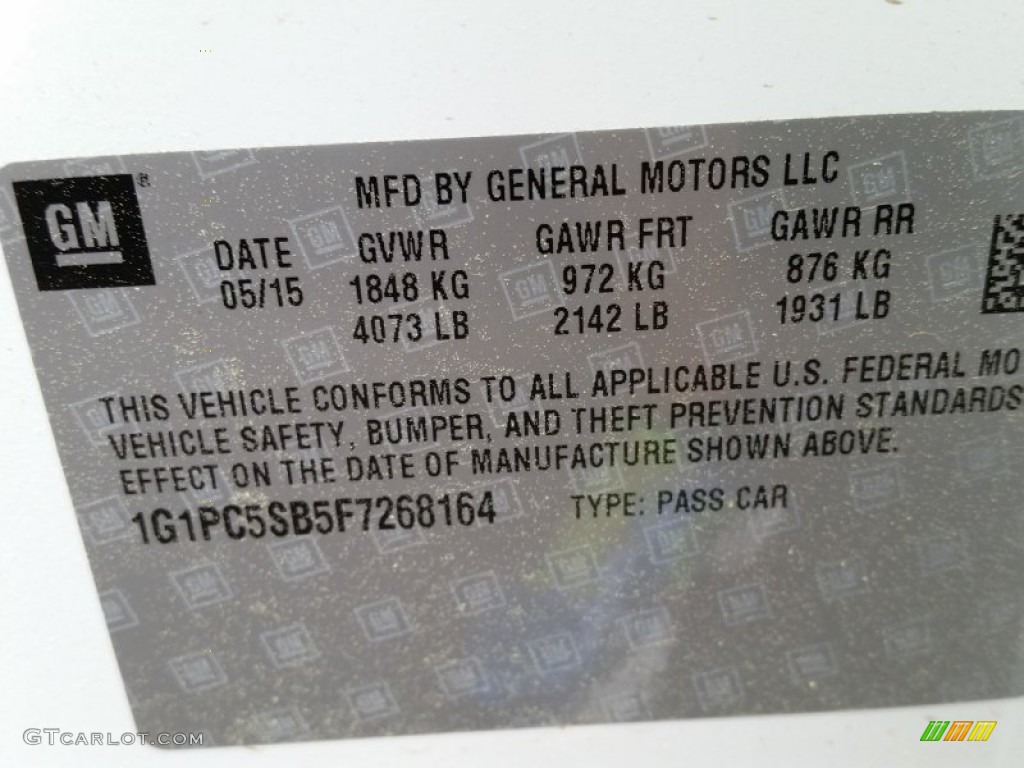 GM ®
MFD BY GENERAL MOTORS LLC
DATE GVWR GAWR FRT GAWR RR
05/15 1848 KG 972 KG 876 KG
4073 LB 2142 LB 1931 LB
THIS VEHICLE CONFORMS TO ALL APPLICABLE U.S. FEDERAL MO
VEHICLE SAFETY, BUMPER, AND THEFT PREVENTION STANDARDS
EFFECT ON THE DATE OF MANUFACTURE SHOWN ABOVE.
1G1PC5SB5F7268164 TYPE: PASS CAR
GTCARLOT.COM